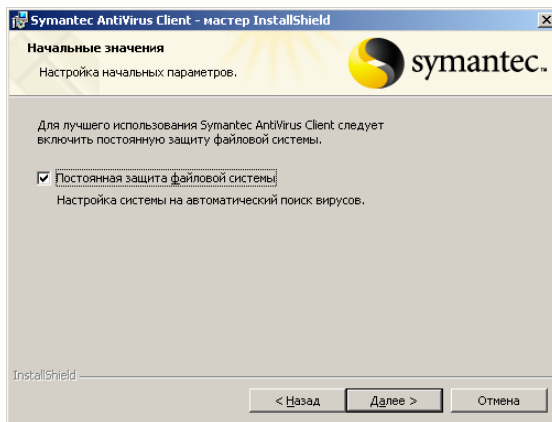 Symantec AntiVirus Client - мастер InstallShield
Начальные значения
Настройка начальных параметров.
symantec.
Для лучшего использования Symantec AntiVirus Client следует
включить постоянную защиту файловой системы.
Постоянная защита файловой системы
Настройка системы на автоматический поиск вирусов.
InstallShield
< Назад
Далее >
Отмена